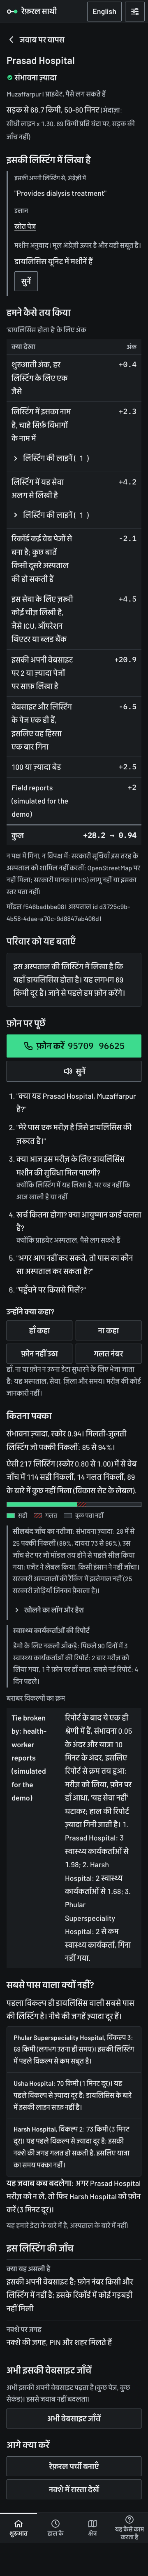 रेफ़रल साथी
English
जवाब पर वापस
Prasad Hospital
संभावना ज़्यादा
Muzaffarpur। प्राइवेट, पैसे लग सकते हैं
सड़क से 68.7 किमी, 50-80 मिनट (अंदाज़ा:
सीधी लाइन x 1.30, 69 किमी प्रति घंटा पर, सड़क की
जाँच नहीं)
इसकी लिस्टिंग में लिखा है
इसकी अपनी लिस्टिंग से, अंग्रेज़ी में
"Provides dialysis treatment"
इलाज
स्रोत पेज
मशीन अनुवाद। मूल अंग्रेज़ी ऊपर है और वही सबूत है।
डायलिसिस यूनिट में मशीनें हैं
सुनें
हमने कैसे तय किया
'डायलिसिस होता है' के लिए अंक
क्या देखा
अंक
शुरुआती अंक, हर
लिस्टिंग के लिए एक
जैसे
+0.4
लिस्टिंग में इसका नाम
है, चाहे सिर्फ़ विभागों
के नाम में
+2.3
लिस्टिंग की लाइनें ( 1 )
लिस्टिंग में यह सेवा
अलग से लिखी है
+4.2
लिस्टिंग की लाइनें ( 1 )
रिकॉर्ड कई वेब पेजों से
बना है; कुछ बातें
किसी दूसरे अस्पताल
की हो सकती हैं
-2.1
इस सेवा के लिए ज़रूरी
कोई चीज़ लिखी है,
जैसे ICU, ऑपरेशन
थिएटर या ब्लड बैंक
+4.5
इसकी अपनी वेबसाइट
पर 2 या ज़्यादा पेजों
पर साफ़ लिखा है
+20.9
वेबसाइट और लिस्टिंग
के पेज एक ही हैं,
इसलिए वह हिस्सा
एक बार गिना
-6.5
100 या ज़्यादा बेड
+2.5
Field reports
(simulated for the
demo)
+2
कुल
+28.2 → 0.94
न पक्ष में गिना, न विपक्ष में: सरकारी सूचियाँ इस तरह के
अस्पताल को शामिल नहीं करतीं; OpenStreetMap पर
नहीं मिला; सरकारी मानक (IPHS) लागू नहीं या इसका
स्तर पता नहीं।
मॉडल f546badbbe08। अस्पताल id d3725c9b-
4b58-4dae-a70c-9d8847ab406d।
परिवार को यह बताएँ
इस अस्पताल की लिस्टिंग में लिखा है कि
यहाँ डायलिसिस होता है। यह लगभग 69
किमी दूर है। जाने से पहले हम फ़ोन करेंगे।
फ़ोन पर पूछें
फ़ोन करें 95709 96625
सुनें
1. "क्या यह Prasad Hospital, Muzaffarpur
है?"
2. "मेरे पास एक मरीज़ है जिसे डायलिसिस की
ज़रूरत है।"
3. क्या आज इस मरीज़ के लिए डायलिसिस
मशीन की सुविधा मिल पाएगी?
क्योंकि लिस्टिंग में यह लिखा है, पर यह नहीं कि
आज खाली है या नहीं
4. खर्च कितना होगा? क्या आयुष्मान कार्ड चलता
है?
क्योंकि प्राइवेट अस्पताल, पैसे लग सकते हैं
5. "अगर आप नहीं कर सकते, तो पास का कौन
सा अस्पताल कर सकता है?"
6. "पहुँचने पर किससे मिलें?"
उन्होंने क्या कहा?
हाँ कहा
ना कहा
फ़ोन नहीं उठा
गलत नंबर
हाँ, ना या फ़ोन न उठना डेटा सुधारने के लिए भेजा जाता
है: यह अस्पताल, सेवा, ज़िला और समय। मरीज़ की कोई
जानकारी नहीं।
कितना पक्का
संभावना ज़्यादा, स्कोर 0.94। मिलती-जुलती
लिस्टिंग जो पक्की निकलीं: 85 से 94%।
ऐसी 217 लिस्टिंग (स्कोर 0.80 से 1.00) में से वेब
जाँच में 114 सही निकलीं, 14 गलत निकलीं, 89
के बारे में कुछ नहीं मिला (विकास सेट के लेबल).
सही
गलत
कुछ पता नहीं
सीलबंद जाँच का नतीजा: संभावना ज़्यादा: 28 में से
25 पक्की निकलीं (89%, दायरा 73 से 96%), उस
जाँच सेट पर जो मॉडल तय होने से पहले सील किया
गया; एजेंट ने लेबल किया, किसी इंसान ने नहीं जाँचा।
सरकारी अस्पतालों की रैंकिंग में इस्तेमाल नहीं (25
सरकारी जोड़ियाँ जिनका फ़ैसला है)।
खोलने का लॉग और हैश
स्वास्थ्य कार्यकर्ताओं की रिपोर्ट
डेमो के लिए नकली आँकड़े: पिछले 90 दिनों में 3
स्वास्थ्य कार्यकर्ताओं की रिपोर्ट, 2 बार मरीज़ को
लिया गया, 1 ने फ़ोन पर हाँ कहा; सबसे नई रिपोर्ट: 4
दिन पहले।
बराबर विकल्पों का क्रम
Tie broken
by: health-
worker
reports
(simulated
for the
demo)
रिपोर्ट के बाद ये एक ही
श्रेणी में हैं, संभावना 0.05
के अंदर और यात्रा 10
मिनट के अंदर, इसलिए
रिपोर्ट से क्रम तय हुआ:
मरीज़ को लिया, फ़ोन पर
हाँ आधा, 'यह सेवा नहीं'
घटाकर; हाल की रिपोर्ट
ज़्यादा गिनी जाती है। 1.
Prasad Hospital: 3
स्वास्थ्य कार्यकर्ताओं से
1.98; 2. Harsh
Hospital: 2 स्वास्थ्य
कार्यकर्ताओं से 1.68; 3.
Phular
Superspeciality
Hospital: 2 से कम
स्वास्थ्य कार्यकर्ता, गिना
नहीं गया.
सबसे पास वाला क्यों नहीं?
पहला विकल्प ही डायलिसिस वाली सबसे पास
की लिस्टिंग है। नीचे की जगहें ज़्यादा दूर हैं।
Phular Superspeciality Hospital, विकल्प 3:
69 किमी (लगभग उतना ही समय)। इसकी लिस्टिंग
में पहले विकल्प से कम सबूत है।
Usha Hospital: 70 किमी (1 मिनट दूर)। यह
पहले विकल्प से ज़्यादा दूर है; डायलिसिस के बारे
में इसकी लाइन साफ़ नहीं है।
Harsh Hospital, विकल्प 2: 73 किमी (3 मिनट
दूर)। यह पहले विकल्प से ज़्यादा दूर है; इसकी
नक्शे की जगह गलत हो सकती है, इसलिए यात्रा
का समय पक्का नहीं।
यह जवाब कब बदलेगा: अगर Prasad Hospital
मरीज़ को न ले, तो फिर Harsh Hospital को फ़ोन
करें (3 मिनट दूर)।
यह हमारे डेटा के बारे में है, अस्पताल के बारे में नहीं।
इस लिस्टिंग की जाँच
क्या यह असली है
इसकी अपनी वेबसाइट है; फ़ोन नंबर किसी और
लिस्टिंग में नहीं है; इसके रिकॉर्ड में कोई गड़बड़ी
नहीं मिली
नक्शे पर जगह
नक्शे की जगह, PIN और शहर मिलते हैं
अभी इसकी वेबसाइट जाँचें
अभी इसकी अपनी वेबसाइट पढ़ता है (कुछ पेज, कुछ
सेकंड)। इससे जवाब नहीं बदलता।
अभी वेबसाइट जाँचें
आगे क्या करें
रेफ़रल पर्ची बनाएँ
नक्शे में रास्ता देखें
शुरुआत
हाल के
क्षेत्र
यह कैसे काम
करता है